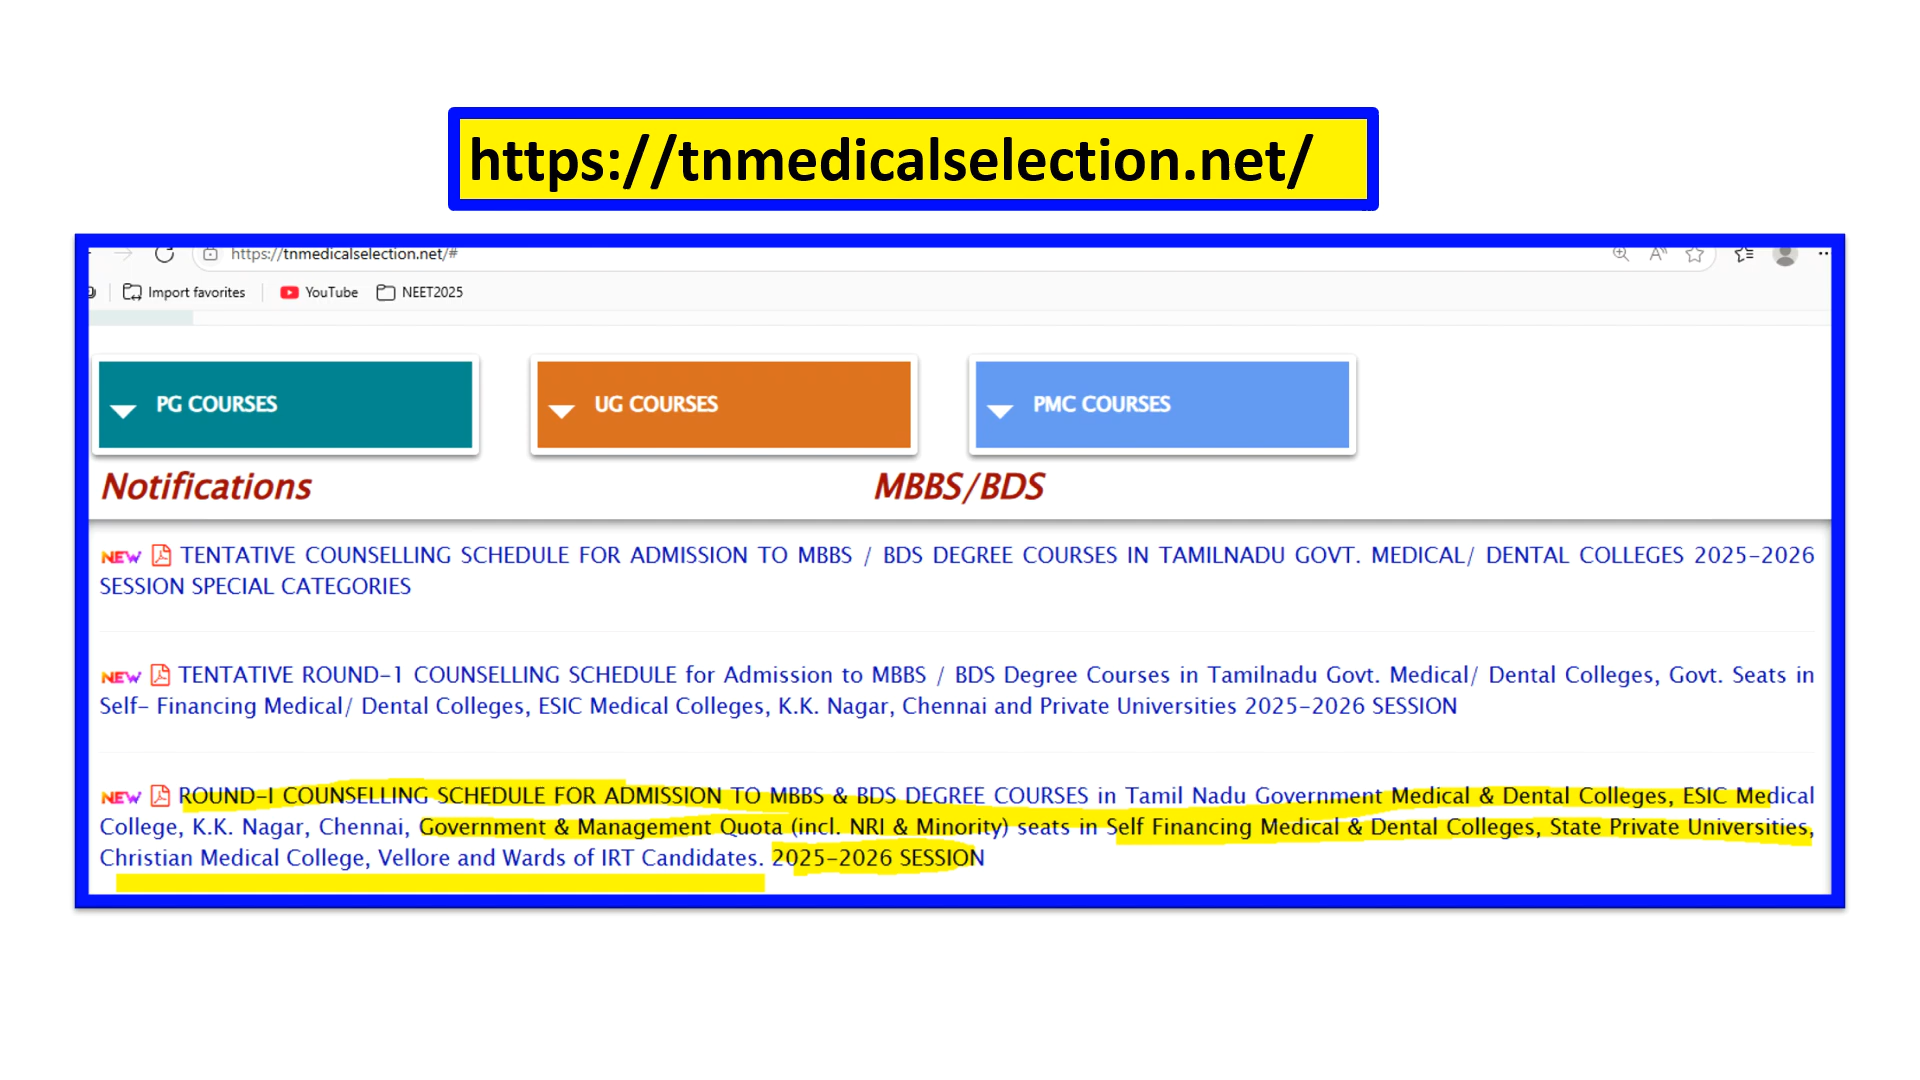 https://tnmedicalselection.net/
https://tnmedicalselection.net/#
Import favorites YouTube NEET2025
PG COURSES UG COURSES PMC COURSES
Notifications MBBS/BDS
NEW TENTATIVE COUNSELLING SCHEDULE FOR ADMISSION TO MBBS / BDS DEGREE COURSES IN TAMILNADU GOVT. MEDICAL/ DENTAL COLLEGES 2025-2026
SESSION SPECIAL CATEGORIES
NEW TENTATIVE ROUND-1 COUNSELLING SCHEDULE for Admission to MBBS / BDS Degree Courses in Tamilnadu Govt. Medical/ Dental Colleges, Govt. Seats in
Self- Financing Medical/ Dental Colleges, ESIC Medical Colleges, K.K. Nagar, Chennai and Private Universities 2025-2026 SESSION
NEW ROUND-I COUNSELLING SCHEDULE FOR ADMISSION TO MBBS & BDS DEGREE COURSES in Tamil Nadu Government Medical & Dental Colleges, ESIC Medical
College, K.K. Nagar, Chennai, Government & Management Quota (incl. NRI & Minority) seats in Self Financing Medical & Dental Colleges, State Private Universities,
Christian Medical College, Vellore and Wards of IRT Candidates. 2025-2026 SESSION